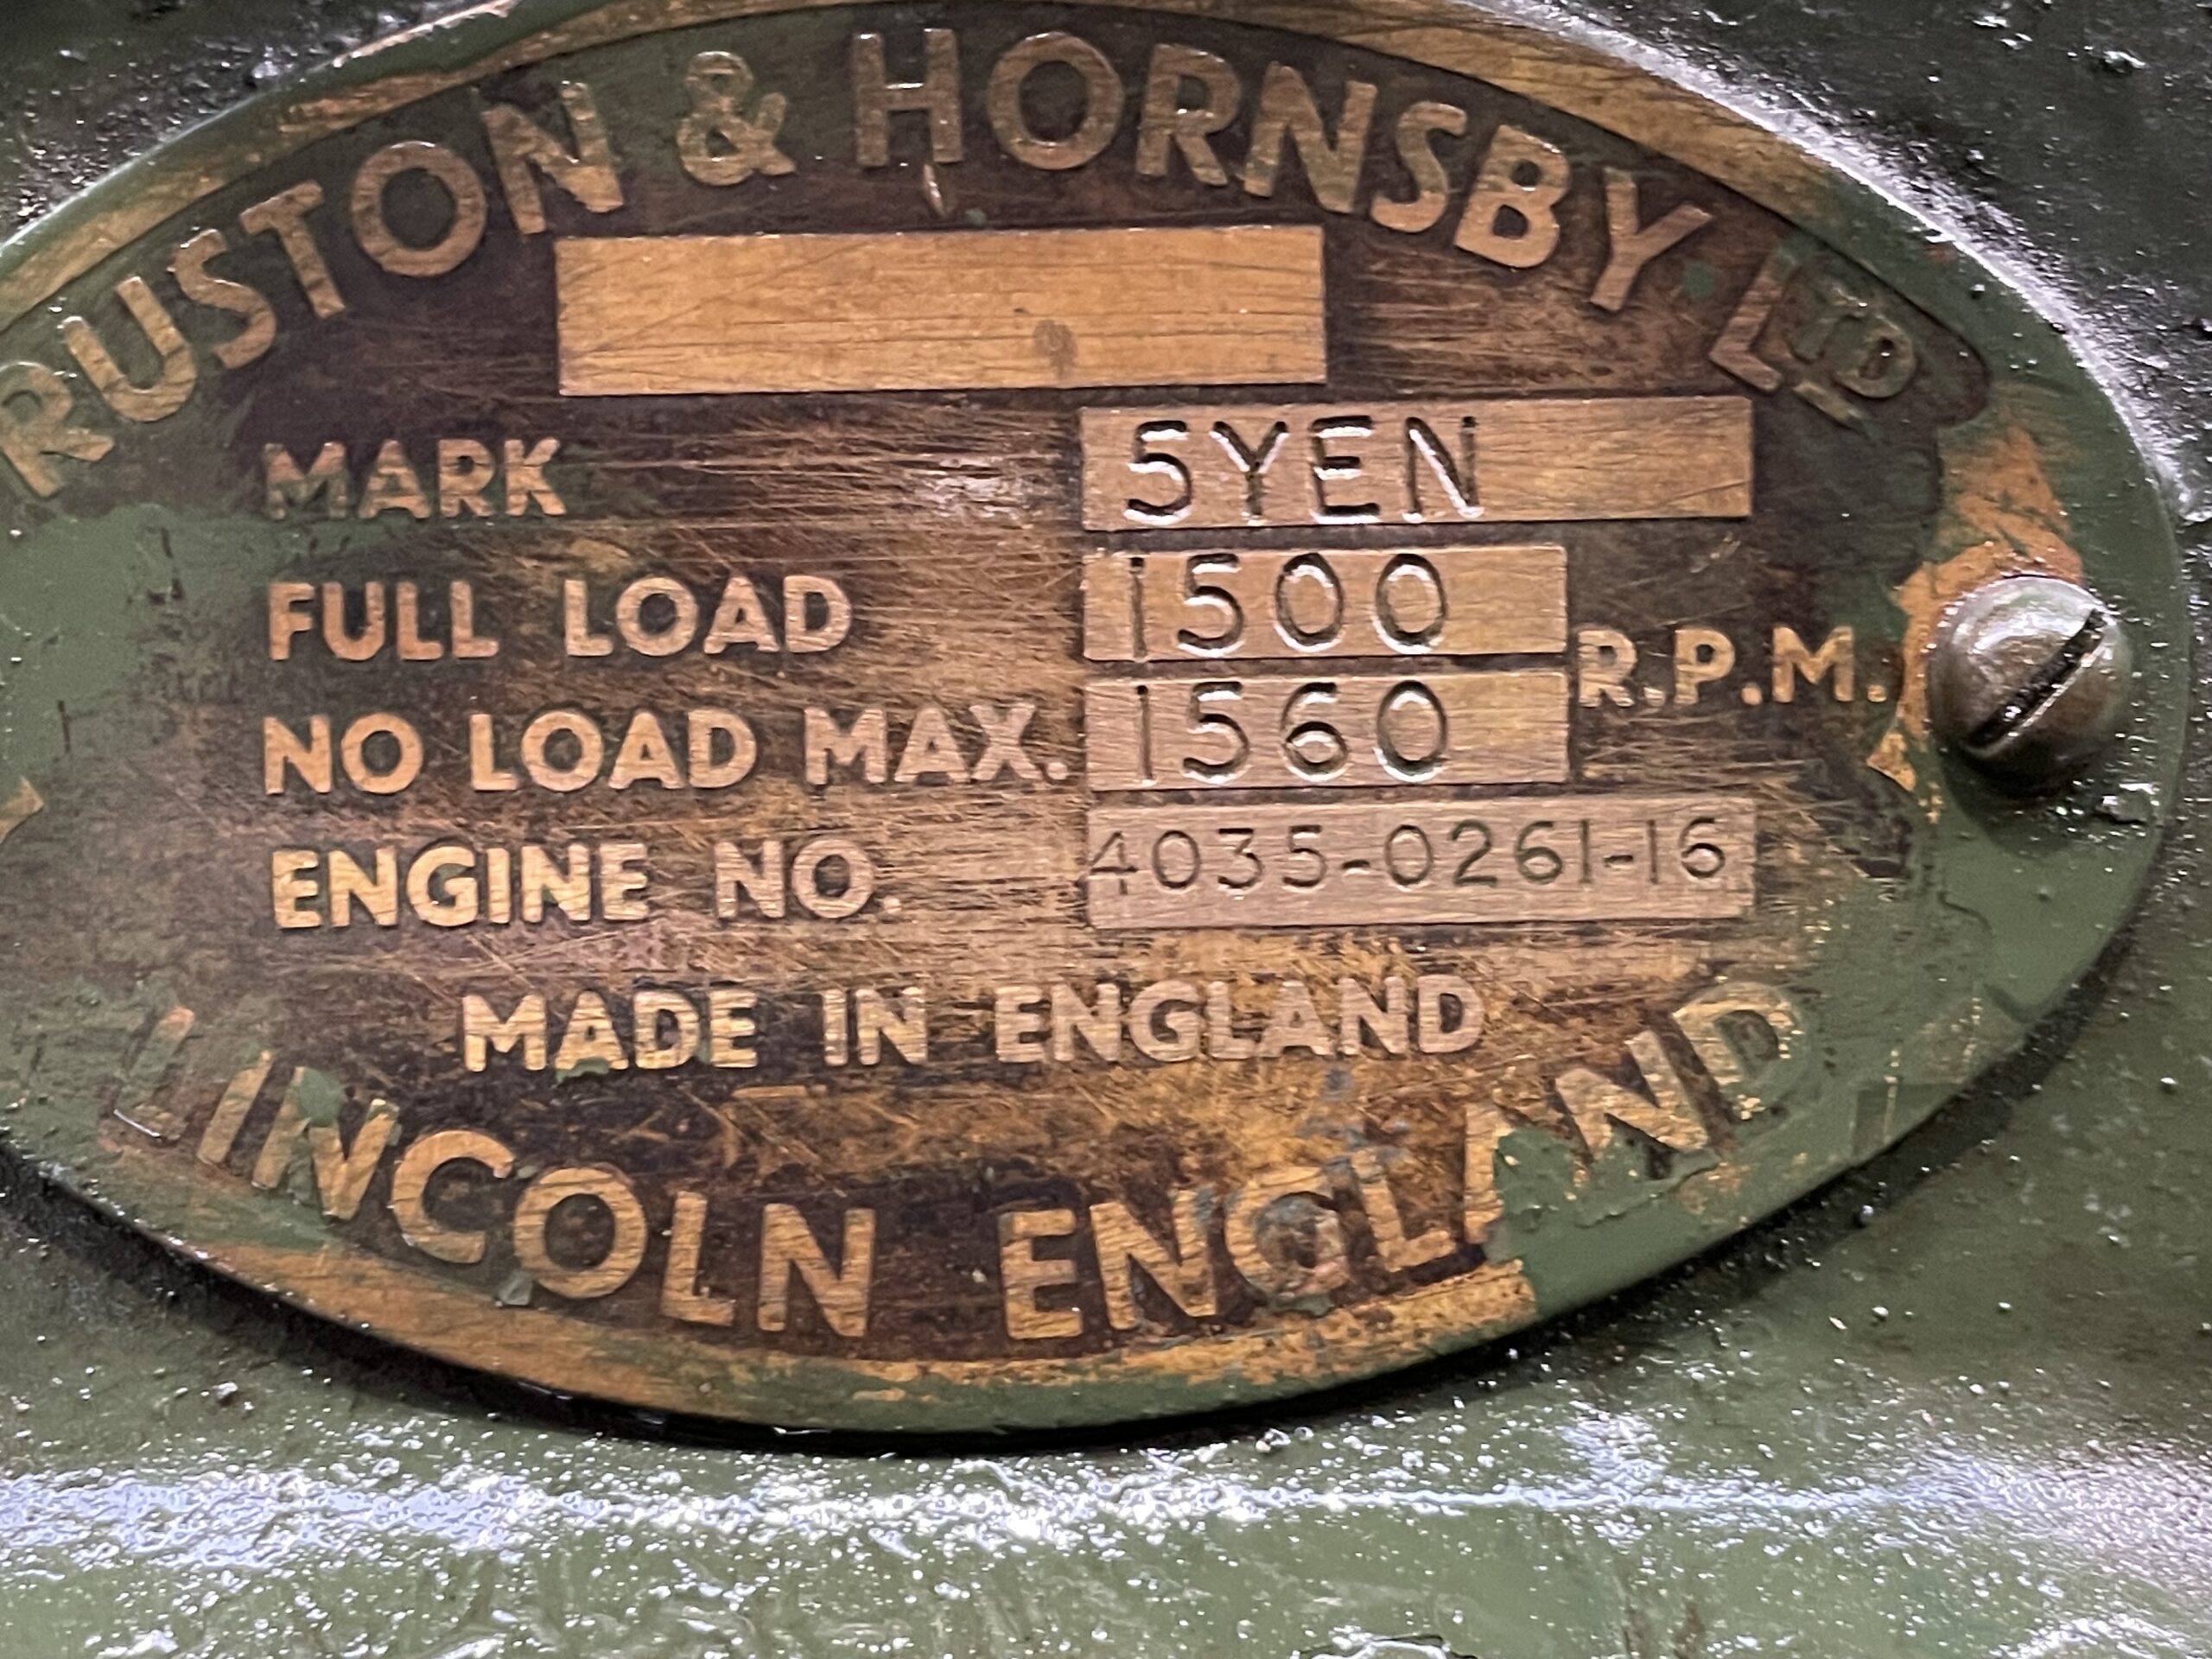 RUSTON & HORNSBY LTD
MARK 5YEN
FULL LOAD 1500
R.P.M.
NO LOAD MAX. 1560
ENGINE NO. 4035-0261-16
MADE IN ENGLAND
LINCOLN ENGLAND